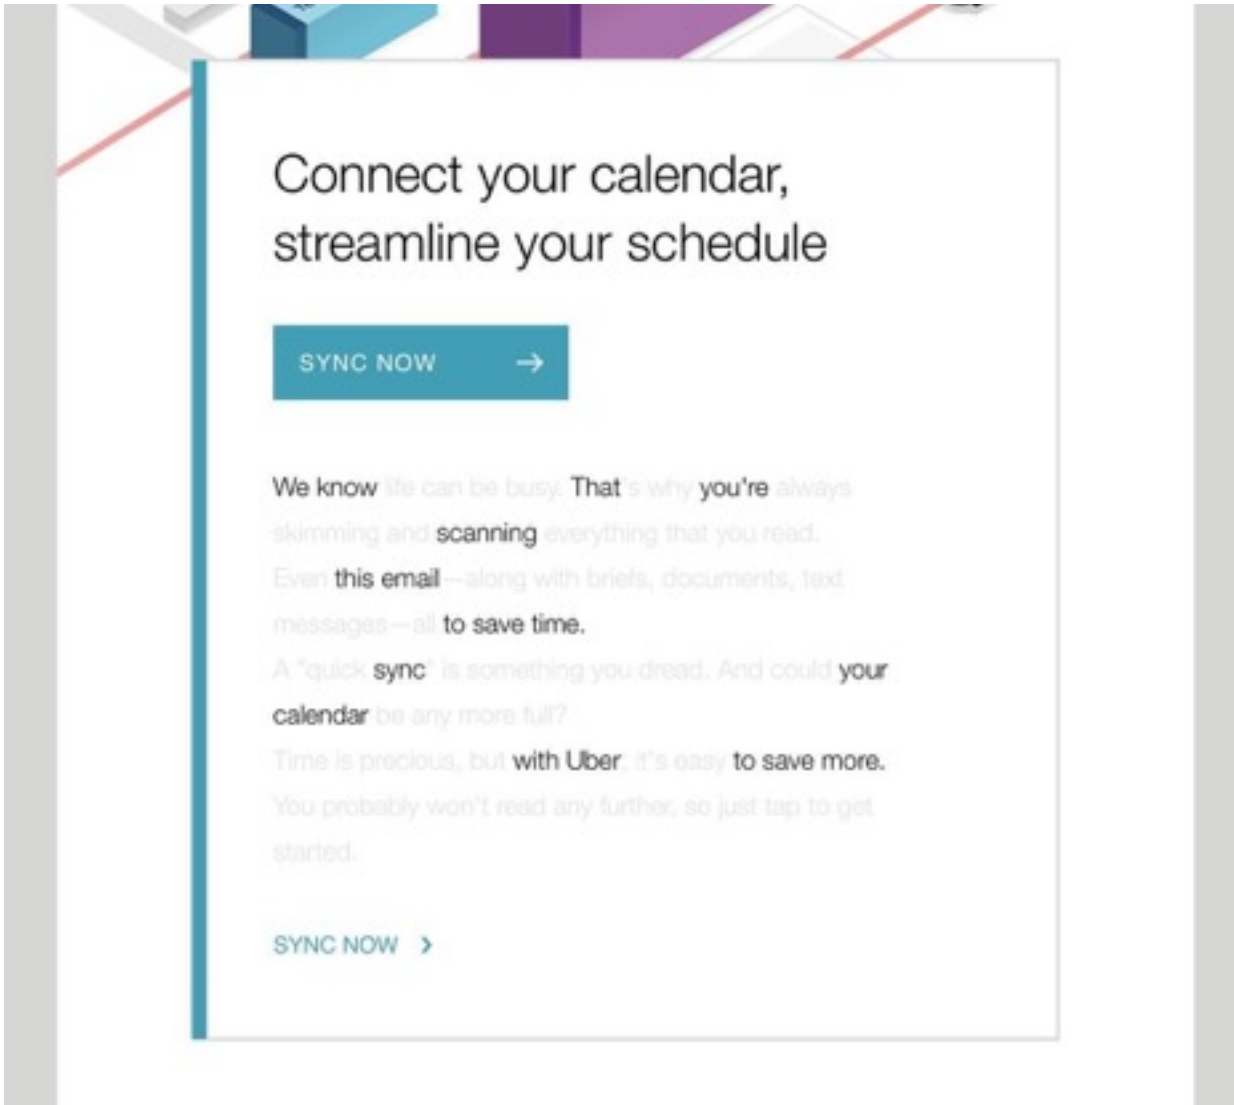 Connect your calendar,
streamline your schedule
SYNC NOW →
We know life can be busy. That's why you're always
skimming and scanning everything that you read.
Even this email—along with briefs, documents, text
messages—all to save time.
A "quick sync" is something you dread. And could your
calendar be any more full?
Time is precious, but with Uber, it's easy to save more.
You probably won't read any further, so just tap to get
started.
SYNC NOW >